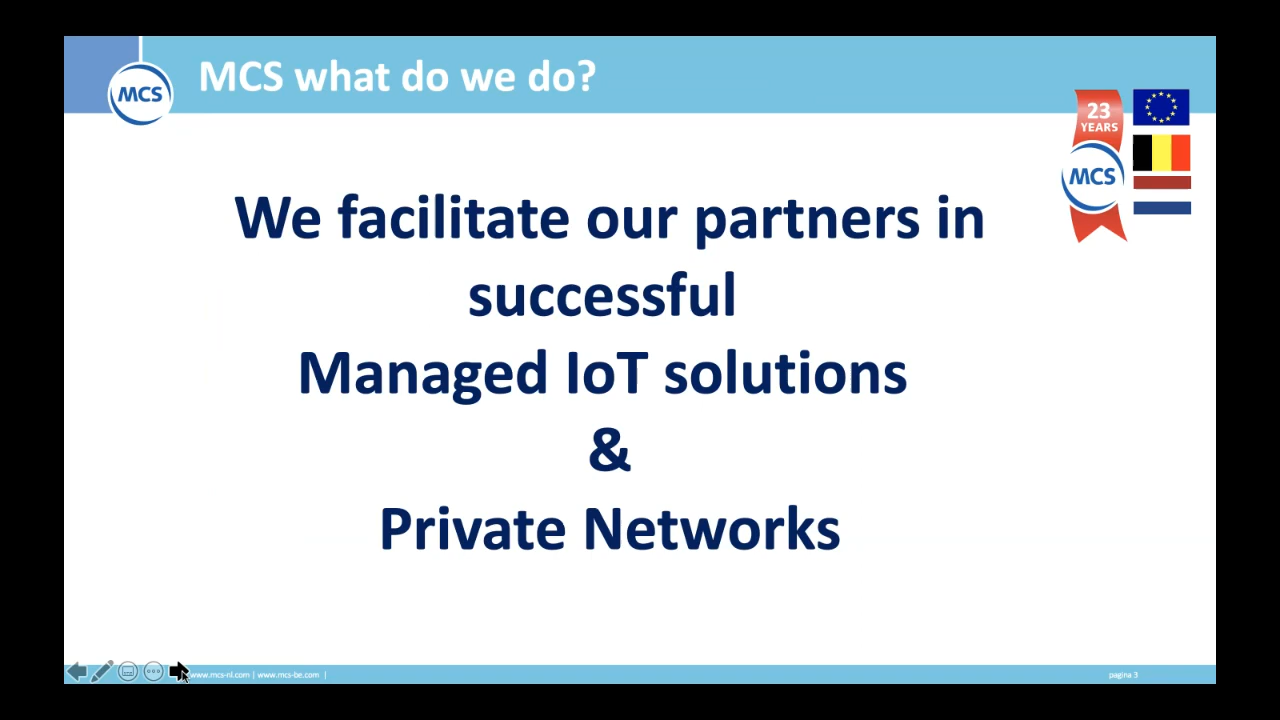 MCS what do we do?
MCS
23
YEARS
MCS
We facilitate our partners in
successful
Managed IoT solutions
&
Private Networks
www.mcs-nl.com | www.mcs-be.com |
pagina 3